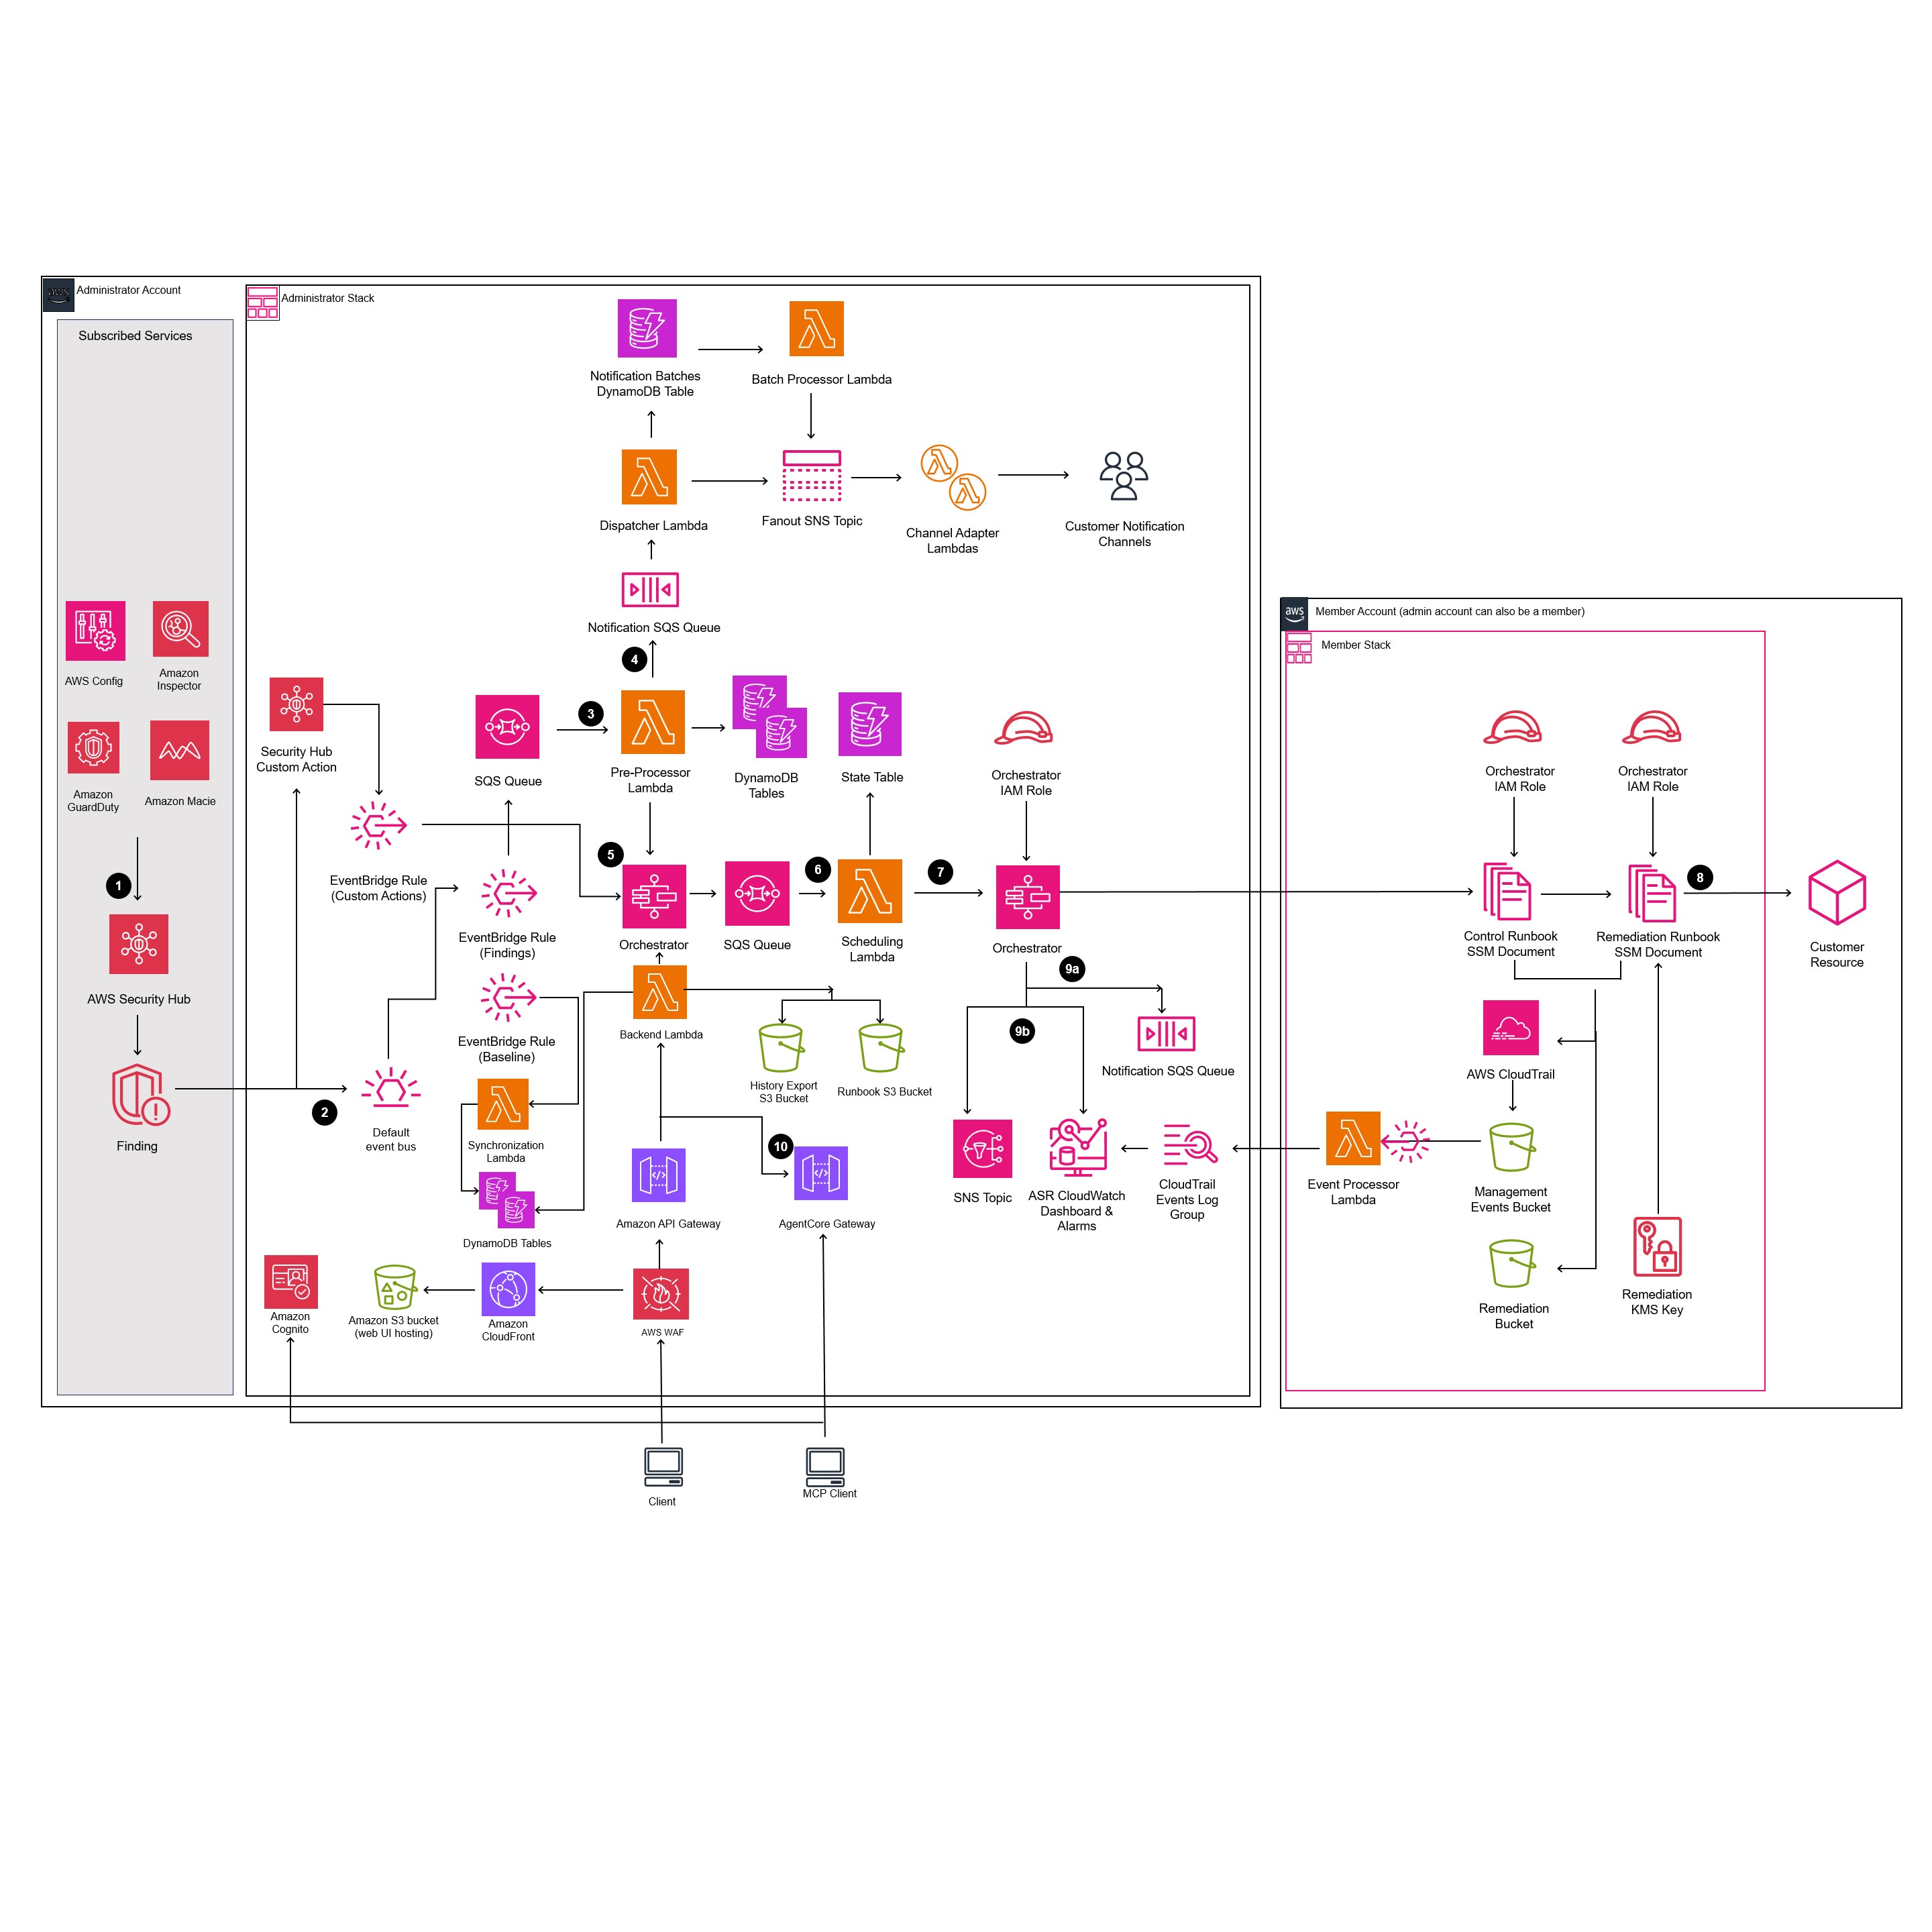 aws
Administrator Account
Administrator Stack
Subscribed Services
Notification Batches
DynamoDB Table
Batch Processor Lambda
Dispatcher Lambda
Fanout SNS Topic
Channel Adapter
Lambdas
Customer Notification
Channels
Notification SQS Queue
4
AWS Config
Amazon
Inspector
Amazon
GuardDuty
Amazon Macie
1
AWS Security Hub
Finding
2
Security Hub
Custom Action
EventBridge Rule
(Custom Actions)
Default
event bus
SQS Queue
3
Pre-Processor
Lambda
DynamoDB
Tables
State Table
Orchestrator
IAM Role
EventBridge Rule
(Findings)
5
Orchestrator
SQS Queue
6
Scheduling
Lambda
7
Orchestrator
EventBridge Rule
(Baseline)
Backend Lambda
History Export
S3 Bucket
Runbook S3 Bucket
9a
9b
Notification SQS Queue
Synchronization
Lambda
DynamoDB Tables
Amazon API Gateway
10
AgentCore Gateway
SNS Topic
ASR CloudWatch
Dashboard &
Alarms
CloudTrail
Events Log
Group
Amazon
Cognito
Amazon S3 bucket
(web UI hosting)
Amazon
CloudFront
AWS WAF
Client
MCP Client
aws
Member Account (admin account can also be a member)
Member Stack
Orchestrator
IAM Role
Orchestrator
IAM Role
Control Runbook
SSM Document
Remediation Runbook
SSM Document
8
Customer
Resource
AWS CloudTrail
Event Processor
Lambda
Management
Events Bucket
Remediation
Bucket
Remediation
KMS Key